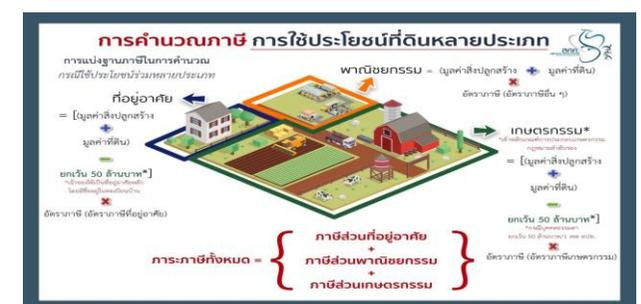 การคำนวณภาษี การใช้ประโยชน์ที่ดินหลายประเภท
สถ.
การแบ่งฐานภาษีในการคำนวณ
กรณีใช้ประโยชน์ร่วมหลายประเภท
พาณิชยกรรม = (มูลค่าสิ่งปลูกสร้าง + มูลค่าที่ดิน)
×
อัตราภาษี (อัตราภาษีอื่น ๆ)
ที่อยู่อาศัย
= [(มูลค่าสิ่งปลูกสร้าง
+
มูลค่าที่ดิน)
-
ยกเว้น 50 ล้านบาท*]
×
อัตราภาษี (อัตราภาษีที่อยู่อาศัย)
เกษตรกรรม*
= [(มูลค่าสิ่งปลูกสร้าง
+
มูลค่าที่ดิน)
-
ยกเว้น 50 ล้านบาท*]
×
อัตราภาษี (อัตราภาษีเกษตรกรรม)
ภาระภาษีทั้งหมด = {
ภาษีส่วนที่อยู่อาศัย
+
ภาษีส่วนพาณิชยกรรม
+
ภาษีส่วนเกษตรกรรม
}